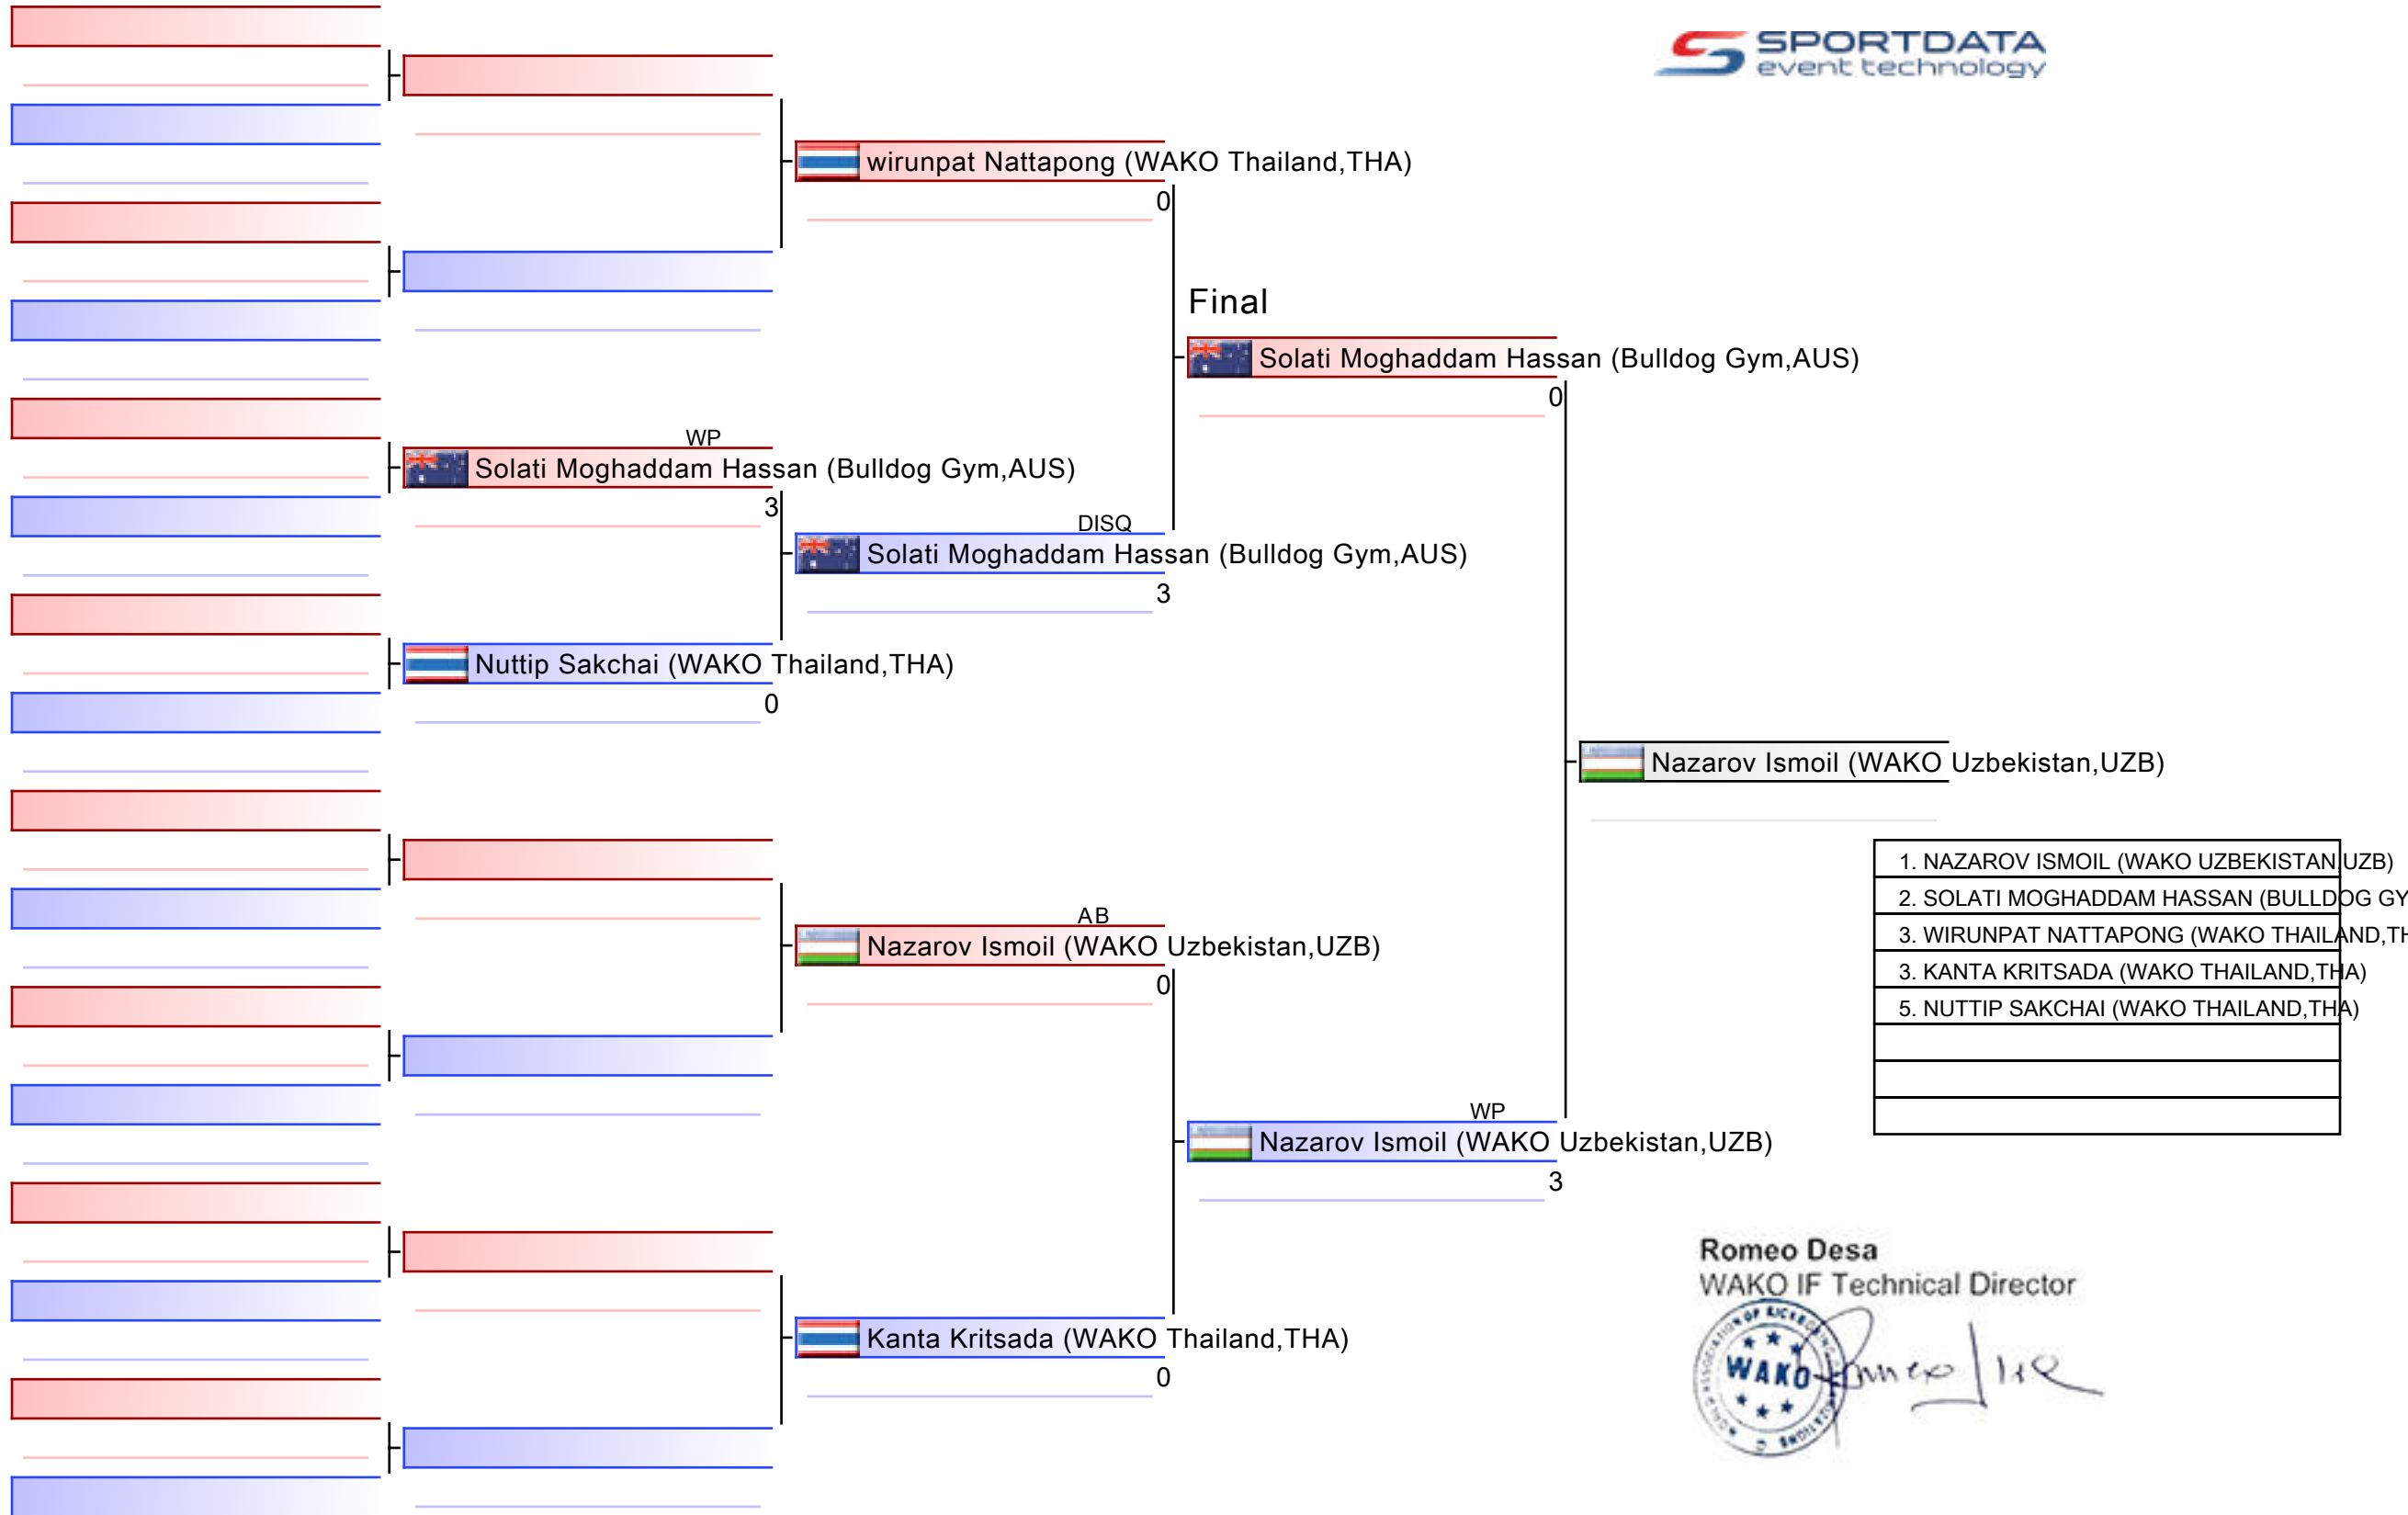 SPORTDATA
event technology
wirunpat Nattapong (WAKO Thailand,THA)
0
Final
Solati Moghaddam Hassan (Bulldog Gym,AUS)
0
WP
Solati Moghaddam Hassan (Bulldog Gym,AUS)
3
DISQ
Solati Moghaddam Hassan (Bulldog Gym,AUS)
3
Nuttip Sakchai (WAKO Thailand,THA)
0
Nazarov Ismoil (WAKO Uzbekistan,UZB)
1. NAZAROV ISMOIL (WAKO UZBEKISTAN,UZB)
2. SOLATI MOGHADDAM HASSAN (BULLDOG GY
3. WIRUNPAT NATTAPONG (WAKO THAILAND,TH
3. KANTA KRITSADA (WAKO THAILAND,THA)
5. NUTTIP SAKCHAI (WAKO THAILAND,THA)
AB
Nazarov Ismoil (WAKO Uzbekistan,UZB)
0
WP
Nazarov Ismoil (WAKO Uzbekistan,UZB)
3
Kanta Kritsada (WAKO Thailand,THA)
0
Romeo Desa
WAKO IF Technical Director
WAKO